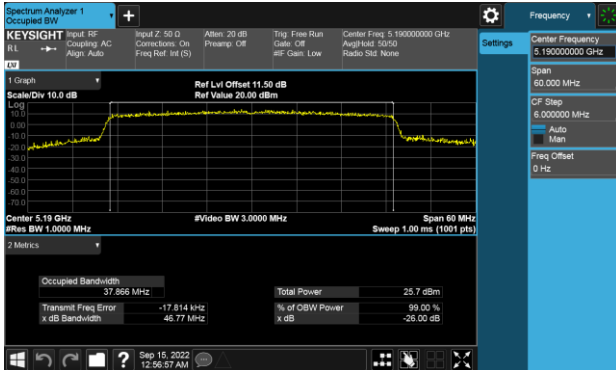 Spectrum Analyzer 1
Occupied BW
Frequency
KEYSIGHT
RL
LXI
Input: RF
Coupling: AC
Align: Auto
Input Z: 50 Ω
Corrections: On
Freq Ref: Int (S)
Atten: 20 dB
Preamp: Off
Trig: Free Run
Gate: Off
#IF Gain: Low
Center Freq: 5.190000000 GHz
Avg|Hold: 50/50
Radio Std: None
Settings
Center Frequency
5.190000000 GHz
Span
60.000 MHz
CF Step
6.000000 MHz
Auto
Man
Freq Offset
0 Hz
1 Graph
Scale/Div 10.0 dB
Ref Lvl Offset 11.50 dB
Ref Value 20.00 dBm
Log
10.0
0.00
-10.0
-20.0
-30.0
-40.0
-50.0
-60.0
-70.0
Center 5.19 GHz
#Video BW 3.0000 MHz
Span 60 MHz
#Res BW 1.0000 MHz
Sweep 1.00 ms (1001 pts)
2 Metrics
Occupied Bandwidth
37.866 MHz
Total Power
25.7 dBm
Transmit Freq Error
-17.814 kHz
% of OBW Power
99.00 %
x dB Bandwidth
46.77 MHz
x dB
-26.00 dB
?
Sep 15, 2022
12:56:57 AM